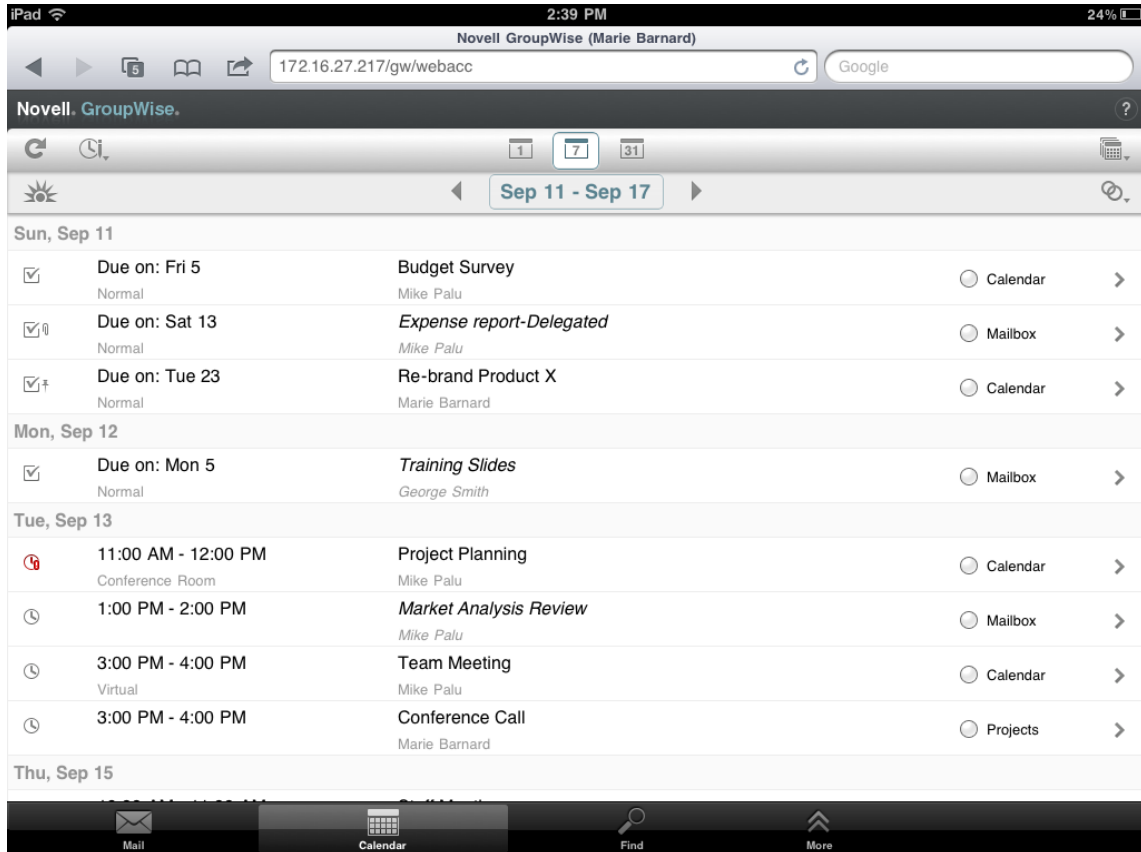 iPad 2:39 PM 24%
Novell GroupWise (Marie Barnard)
5 172.16.27.217/gw/webacc Google
Novell. GroupWise. ?
1 7 31
Sep 11 - Sep 17
Sun, Sep 11
Due on: Fri 5 Budget Survey
Calendar
Normal Mike Palu
Due on: Sat 13 Expense report-Delegated
Mailbox
Normal Mike Palu
Due on: Tue 23 Re-brand Product X
Calendar
Normal Marie Barnard
Mon, Sep 12
Due on: Mon 5 Training Slides
Mailbox
Normal George Smith
Tue, Sep 13
11:00 AM - 12:00 PM Project Planning
Calendar
Conference Room Mike Palu
1:00 PM - 2:00 PM Market Analysis Review
Mailbox
Mike Palu
3:00 PM - 4:00 PM Team Meeting
Calendar
Virtual Mike Palu
3:00 PM - 4:00 PM Conference Call
Projects
Marie Barnard
Thu, Sep 15
Mail Calendar Find More